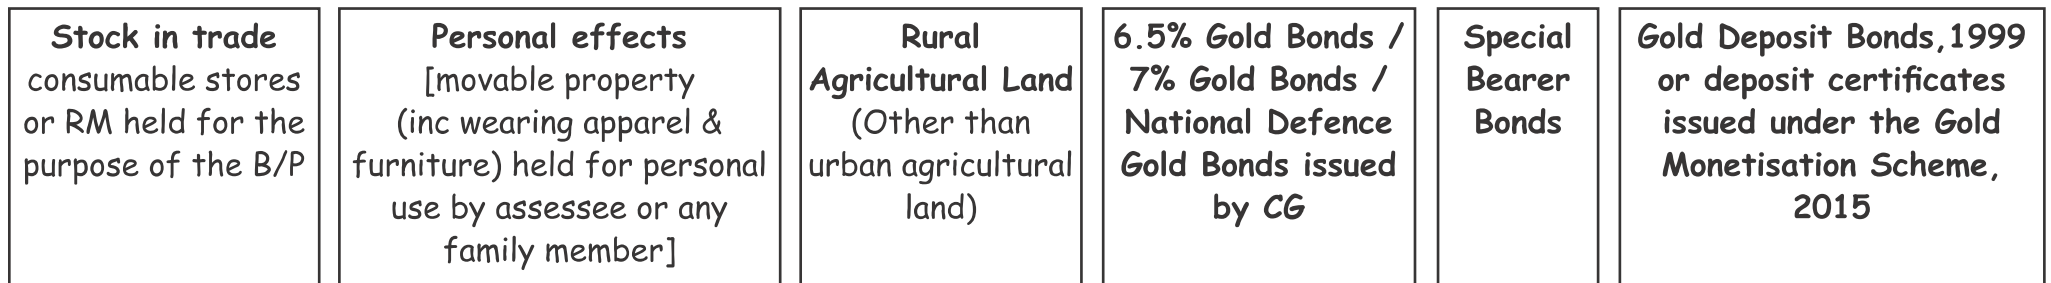 Stock in trade
consumable stores
or RM held for the
purpose of the B/P
Personal effects
[movable property
(inc wearing apparel &
furniture) held for personal
use by assessee or any
family member]
Rural
Agricultural Land
(Other than
urban agricultural
land)
6.5% Gold Bonds /
7% Gold Bonds /
National Defence
Gold Bonds issued
by CG
Special
Bearer
Bonds
Gold Deposit Bonds,1999
or deposit certificates
issued under the Gold
Monetisation Scheme,
2015